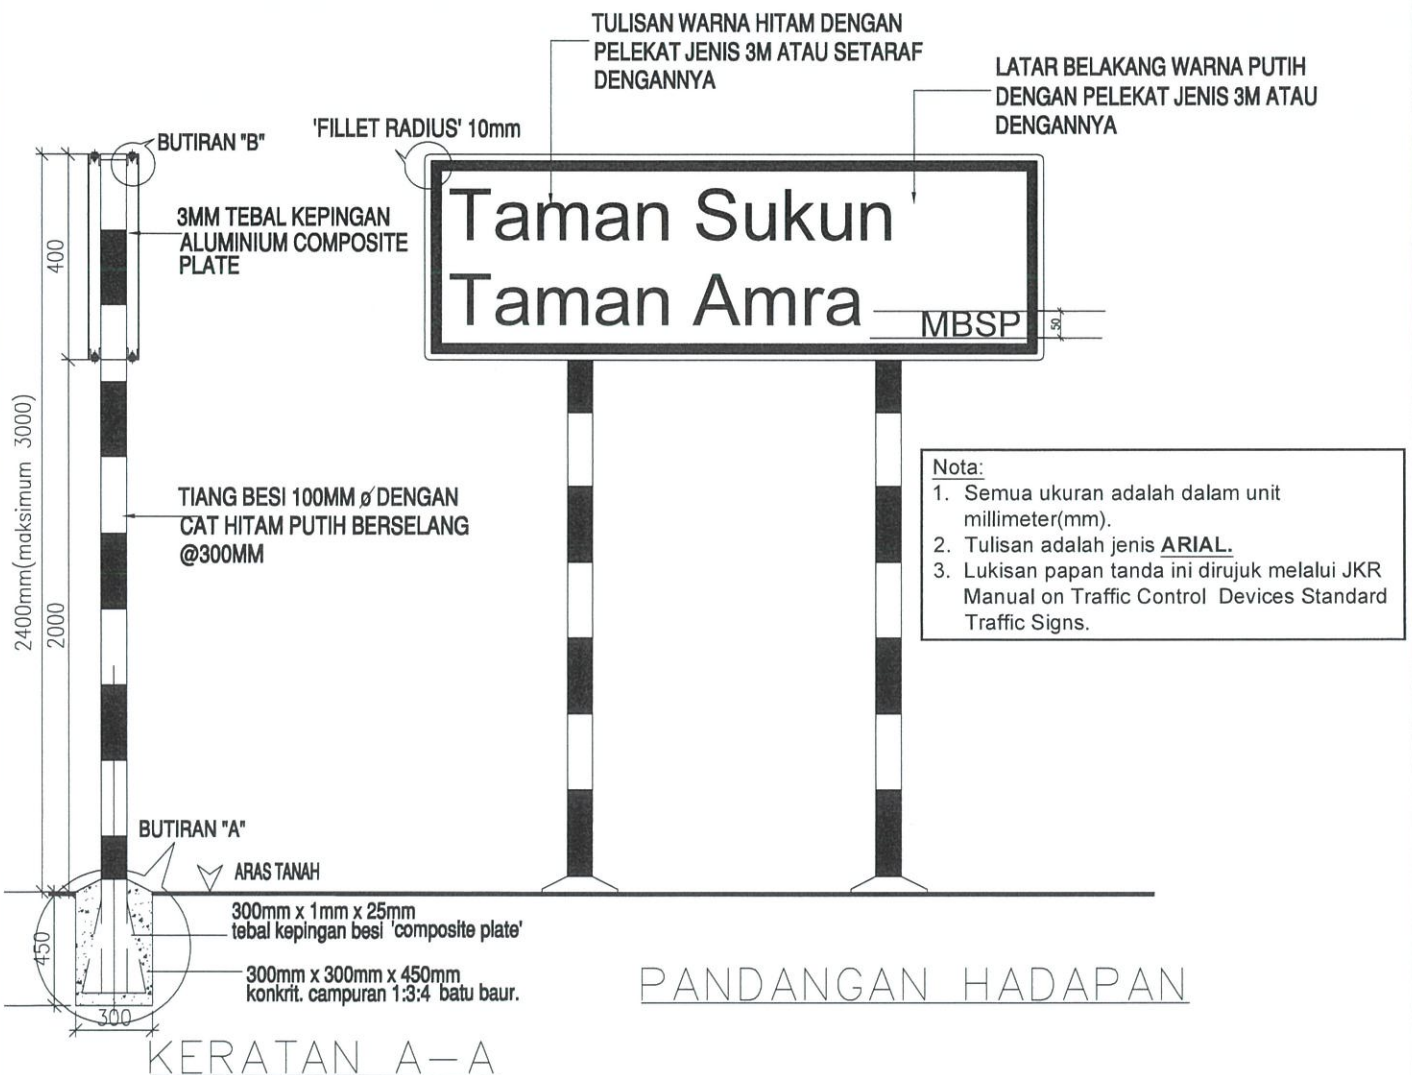 TULISAN WARNA HITAM DENGAN
PELEKAT JENIS 3M ATAU SETARAF
DENGANNYA
LATAR BELAKANG WARNA PUTIH
DENGAN PELEKAT JENIS 3M ATAU
DENGANNYA
BUTIRAN "B"
'FILLET RADIUS' 10mm
3MM TEBAL KEPINGAN
ALUMINIUM COMPOSITE
PLATE
400
Taman Sukun
Taman Amra
MBSP
50
2400mm(maksimum 3000)
2000
TIANG BESI 100MM ø DENGAN
CAT HITAM PUTIH BERSELANG
@300MM
Nota:
1. Semua ukuran adalah dalam unit
millimeter(mm).
2. Tulisan adalah jenis ARIAL.
3. Lukisan papan tanda ini dirujuk melalui JKR
Manual on Traffic Control Devices Standard
Traffic Signs.
BUTIRAN "A"
ARAS TANAH
300mm x 1mm x 25mm
tebal kepingan besi 'composite plate'
450
300mm x 300mm x 450mm
konkrit. campuran 1:3:4 batu baur.
300
PANDANGAN HADAPAN
KERATAN A-A